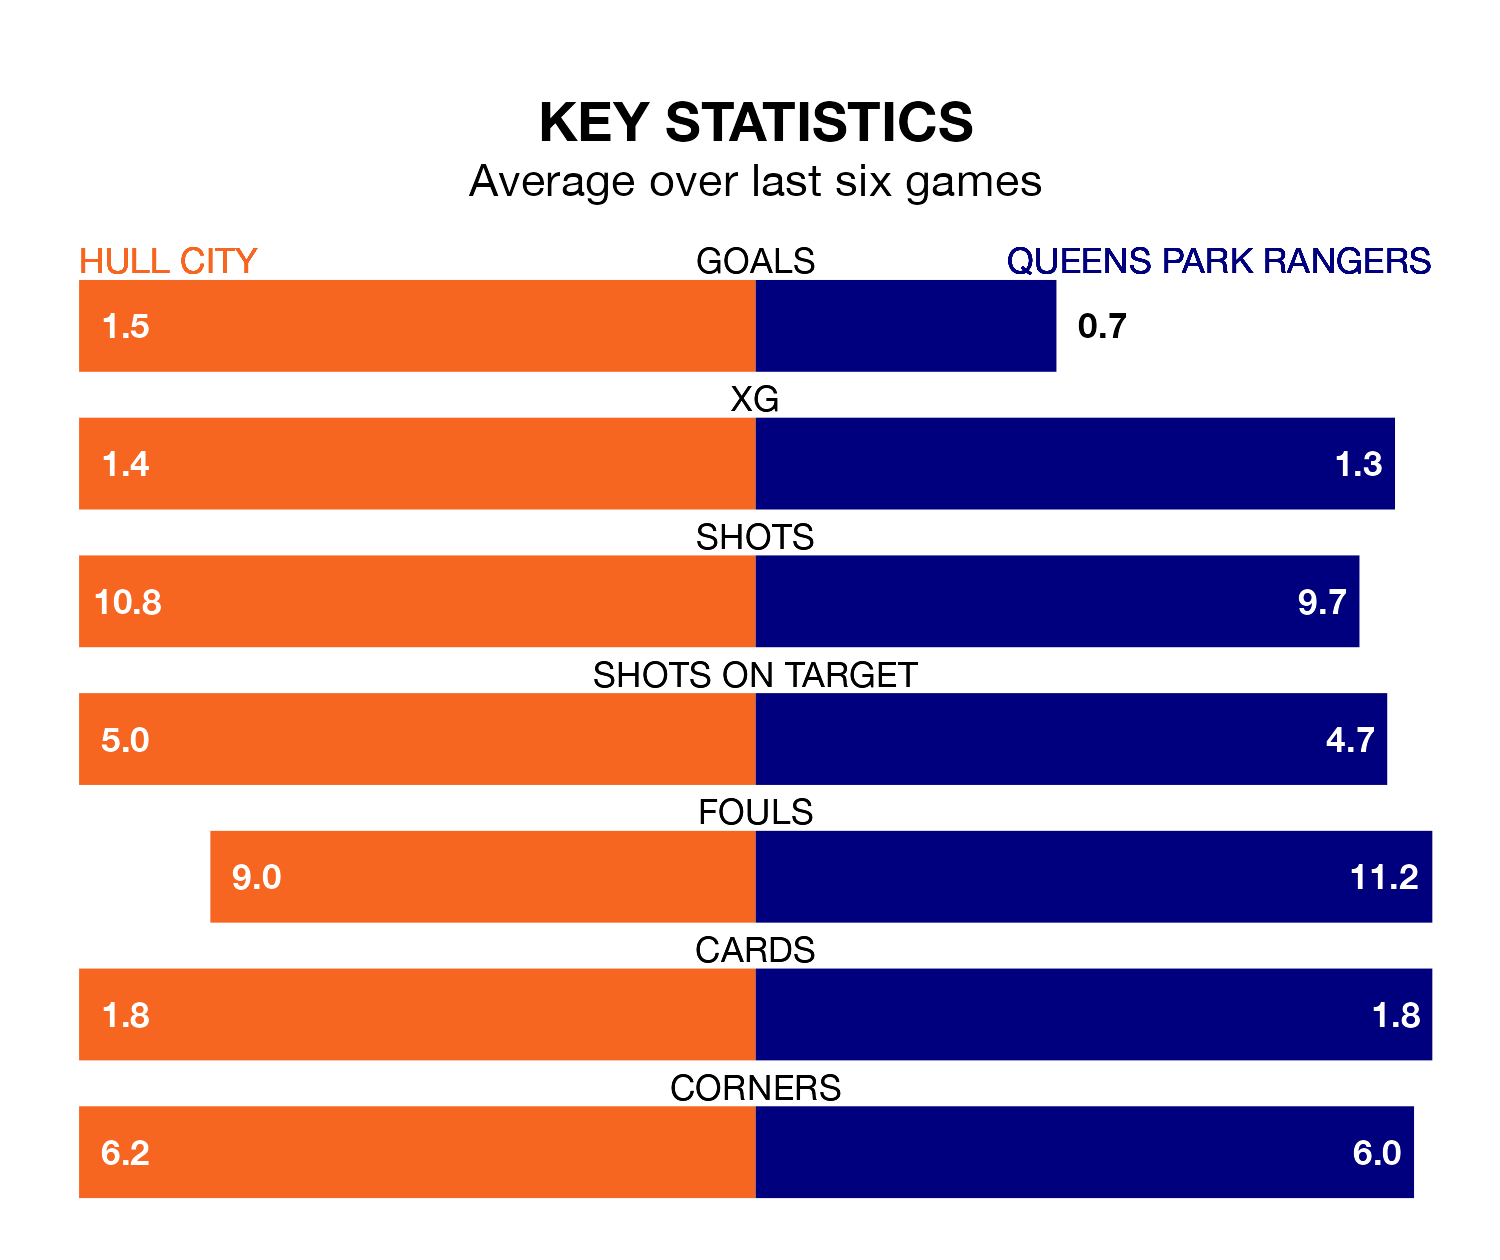 KEY STATISTICS
Average over last six games
HULL CITY GOALS QUEENS PARK RANGERS
1.5 0.7
XG
1.4 1.3
SHOTS
10.8 9.7
SHOTS ON TARGET
5.0 4.7
FOULS
9.0 11.2
CARDS
1.8 1.8
CORNERS
6.2 6.0